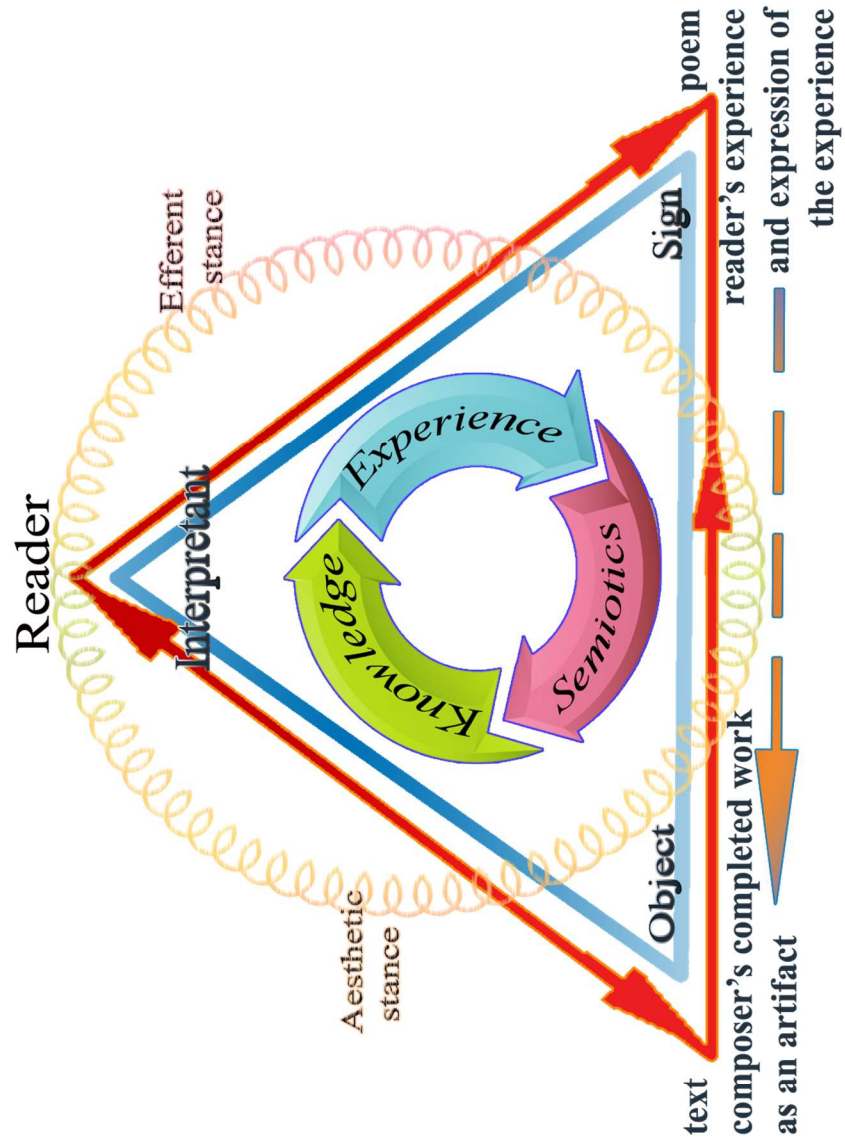 Reader
Interpretant
Efferent
stance
Aesthetic
stance
Experience
Knowledge
Semiotics
Object
Sign
text
composer's completed work
as an artifact
poem
reader's experience
and expression of
the experience